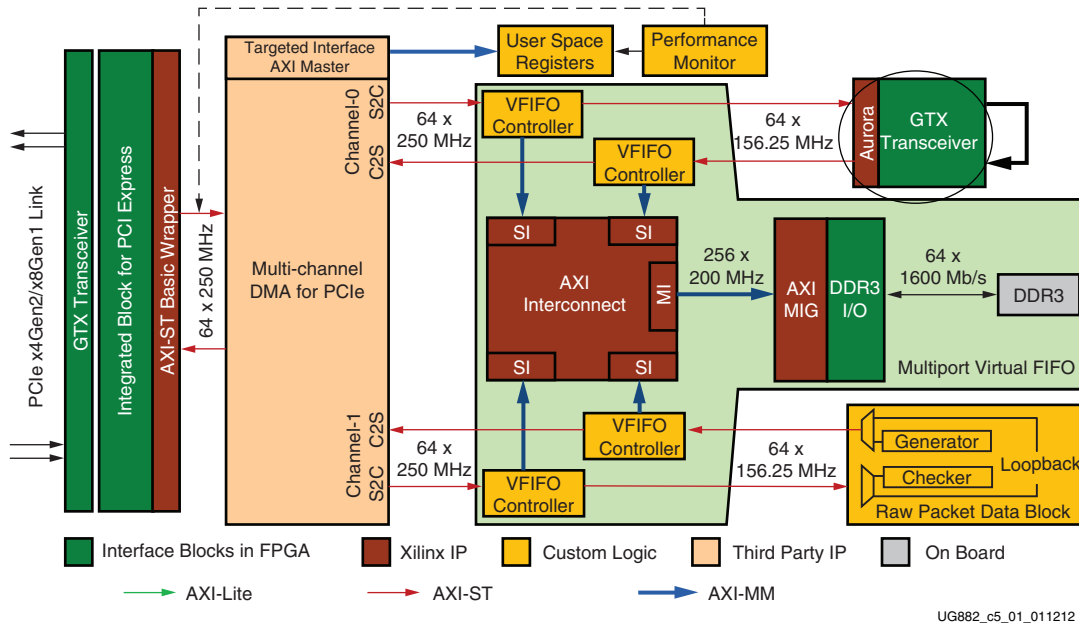 PCIe x4Gen2/x8Gen1 Link
GTX Transceiver
Integrated Block for PCI Express
AXI-ST Basic Wrapper
64 x 250 MHz
Targeted Interface
AXI Master
Multi-channel
DMA for PCIe
Channel-0
S2C
C2S
Channel-1
C2S
S2C
User Space
Registers
Performance
Monitor
64 x
250 MHz
VFIFO
Controller
VFIFO
Controller
64 x
156.25 MHz
Aurora
GTX
Transceiver
SI
SI
AXI
Interconnect
MI
SI
SI
256 x
200 MHz
AXI
MIG
DDR3
I/O
64 x
1600 Mb/s
DDR3
Multiport Virtual FIFO
64 x
250 MHz
VFIFO
Controller
VFIFO
Controller
64 x
156.25 MHz
Generator
Loopback
Checker
Raw Packet Data Block
Interface Blocks in FPGA
Xilinx IP
Custom Logic
Third Party IP
On Board
AXI-Lite
AXI-ST
AXI-MM
UG882_c5_01_011212